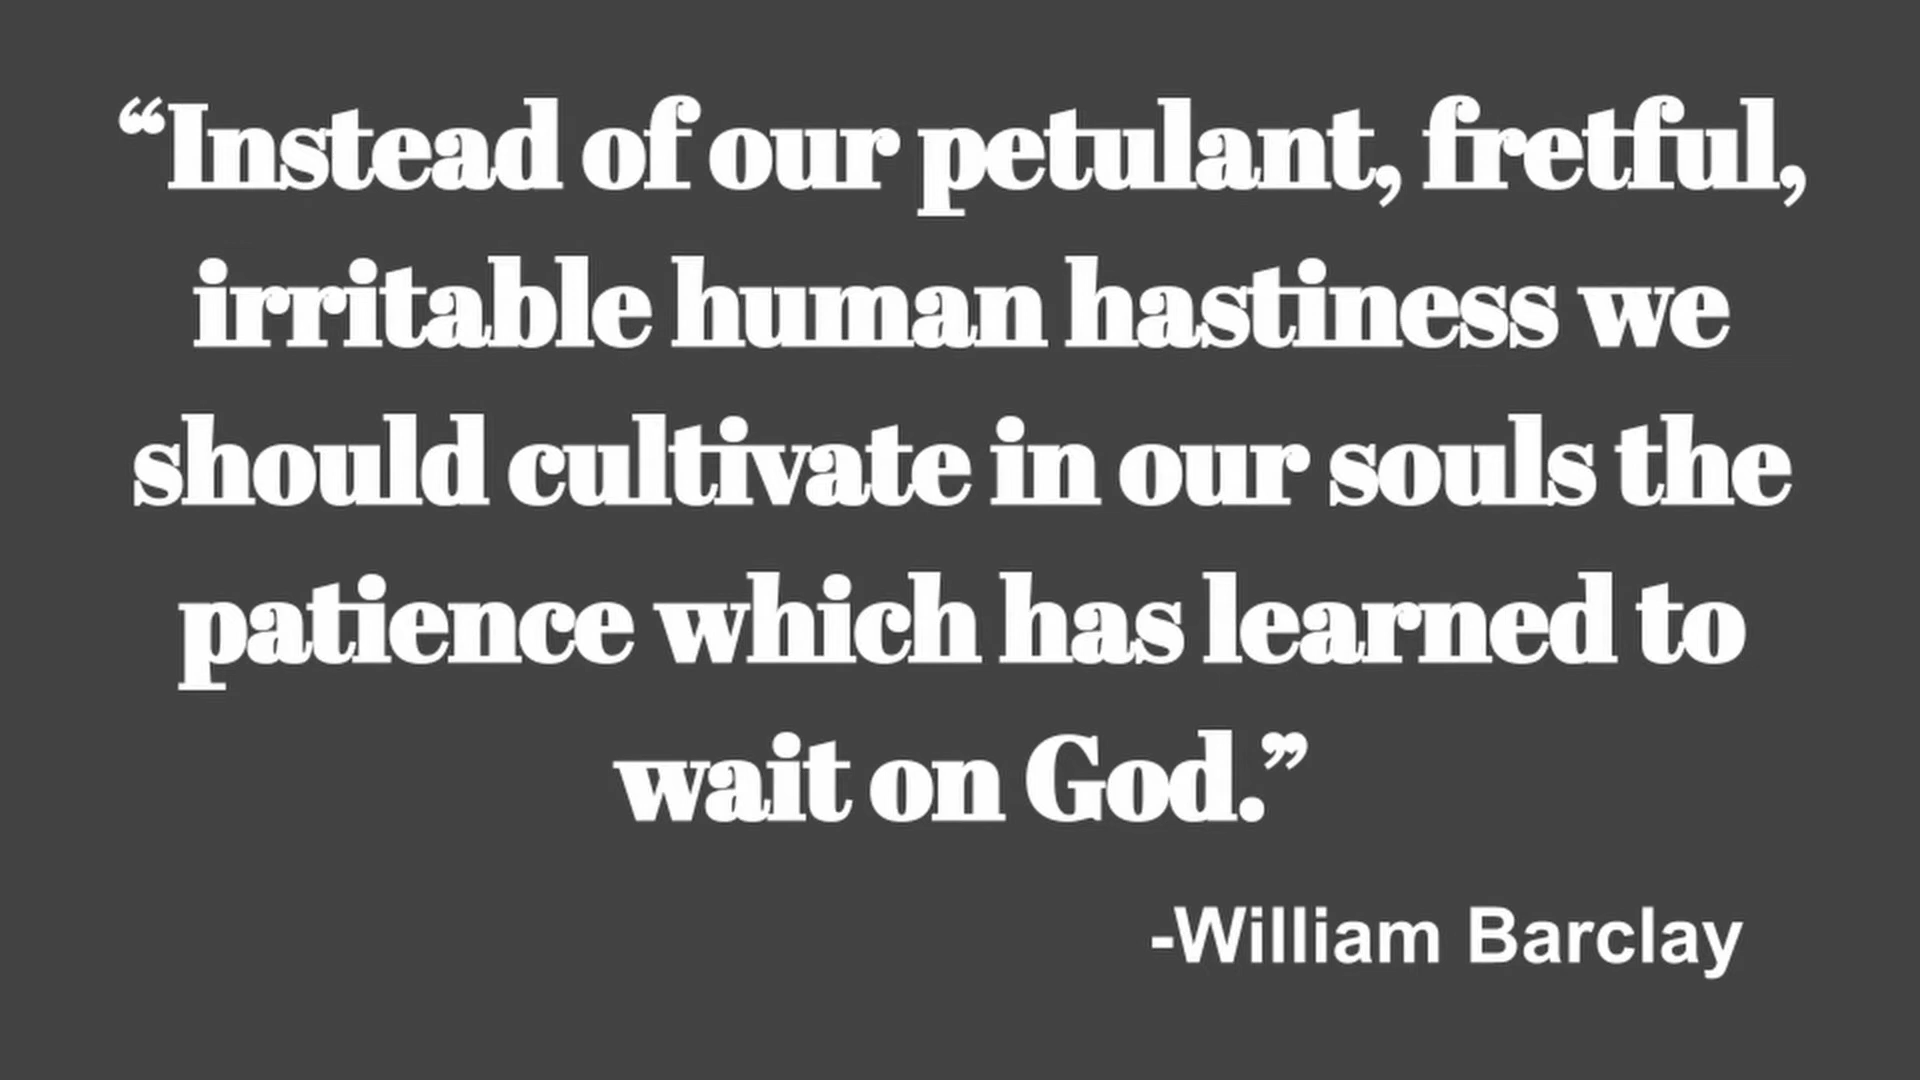 “Instead of our petulant, fretful,
irritable human hastiness we
should cultivate in our souls the
patience which has learned to
wait on God.”
-William Barclay